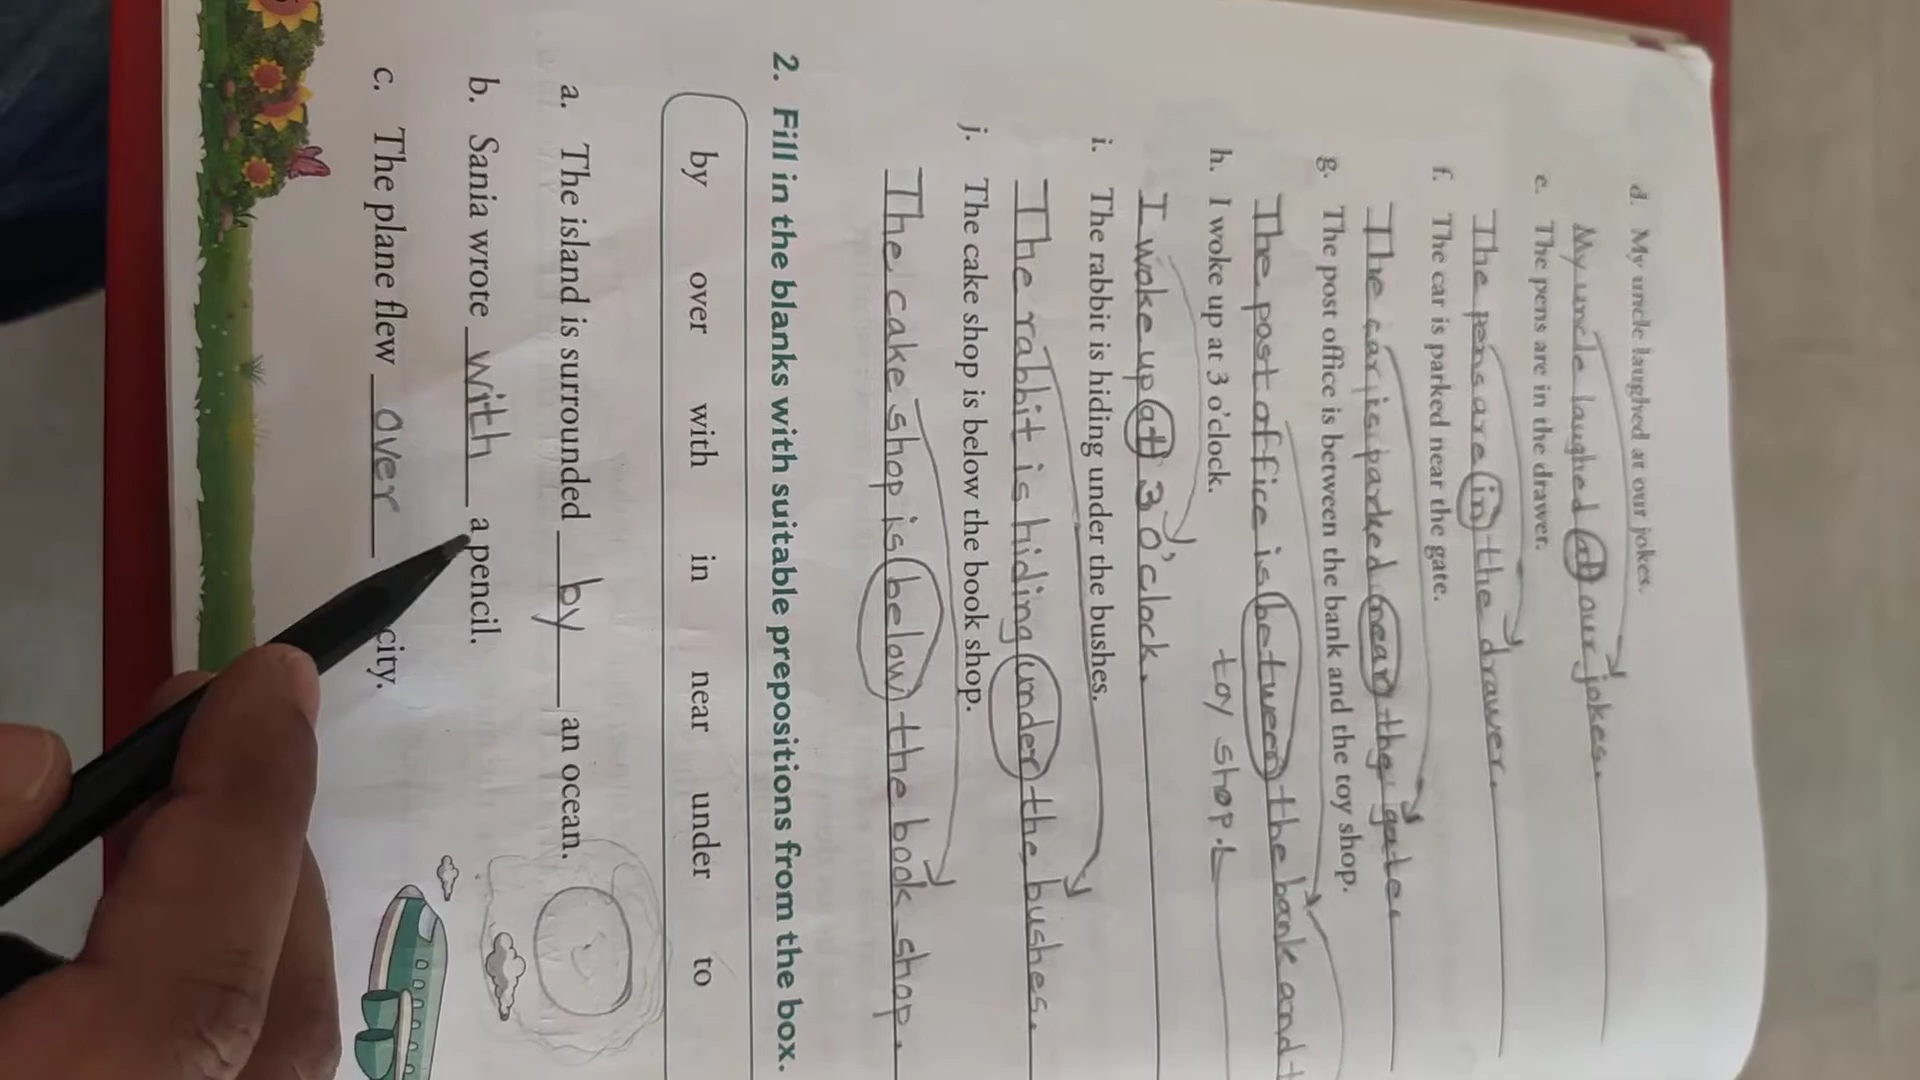 d. My uncle laughed at our jokes.
My uncle laughed at our jokes.
e. The pens are in the drawer.
The pens are in the drawer.
f. The car is parked near the gate.
The car is parked near the gate.
g. The post office is between the bank and the toy shop.
The post office is between the bank and t
toy shop.
h. I woke up at 3 o'clock.
I woke up at 3 o'clock.
i. The rabbit is hiding under the bushes.
The rabbit is hiding under the bushes.
j. The cake shop is below the book shop.
The cake shop is below the book shop.
2. Fill in the blanks with suitable prepositions from the box.
by over with in near under to
a. The island is surrounded by an ocean.
b. Sania wrote with a pencil.
c. The plane flew over city.